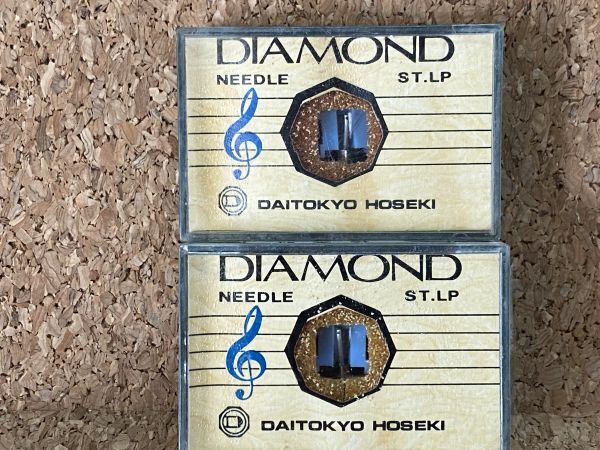 DIAMOND
NEEDLE ST.LP
DAITOKYO HOSEKI
DIAMOND
NEEDLE ST.LP
DAITOKYO HOSEKI